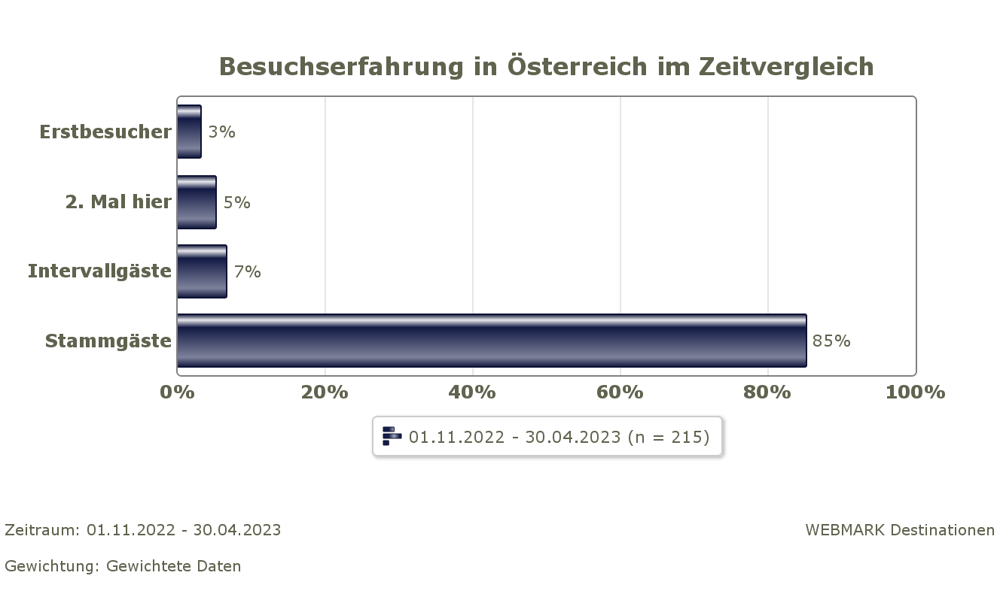 Besuchserfahrung in Österreich im Zeitvergleich
Erstbesucher 3%
2. Mal hier 5%
Intervallgäste 7%
Stammgäste 85%
0% 20% 40% 60% 80% 100%
01.11.2022 - 30.04.2023 (n = 215)
Zeitraum: 01.11.2022 - 30.04.2023 WEBMARK Destinationen
Gewichtung: Gewichtete Daten